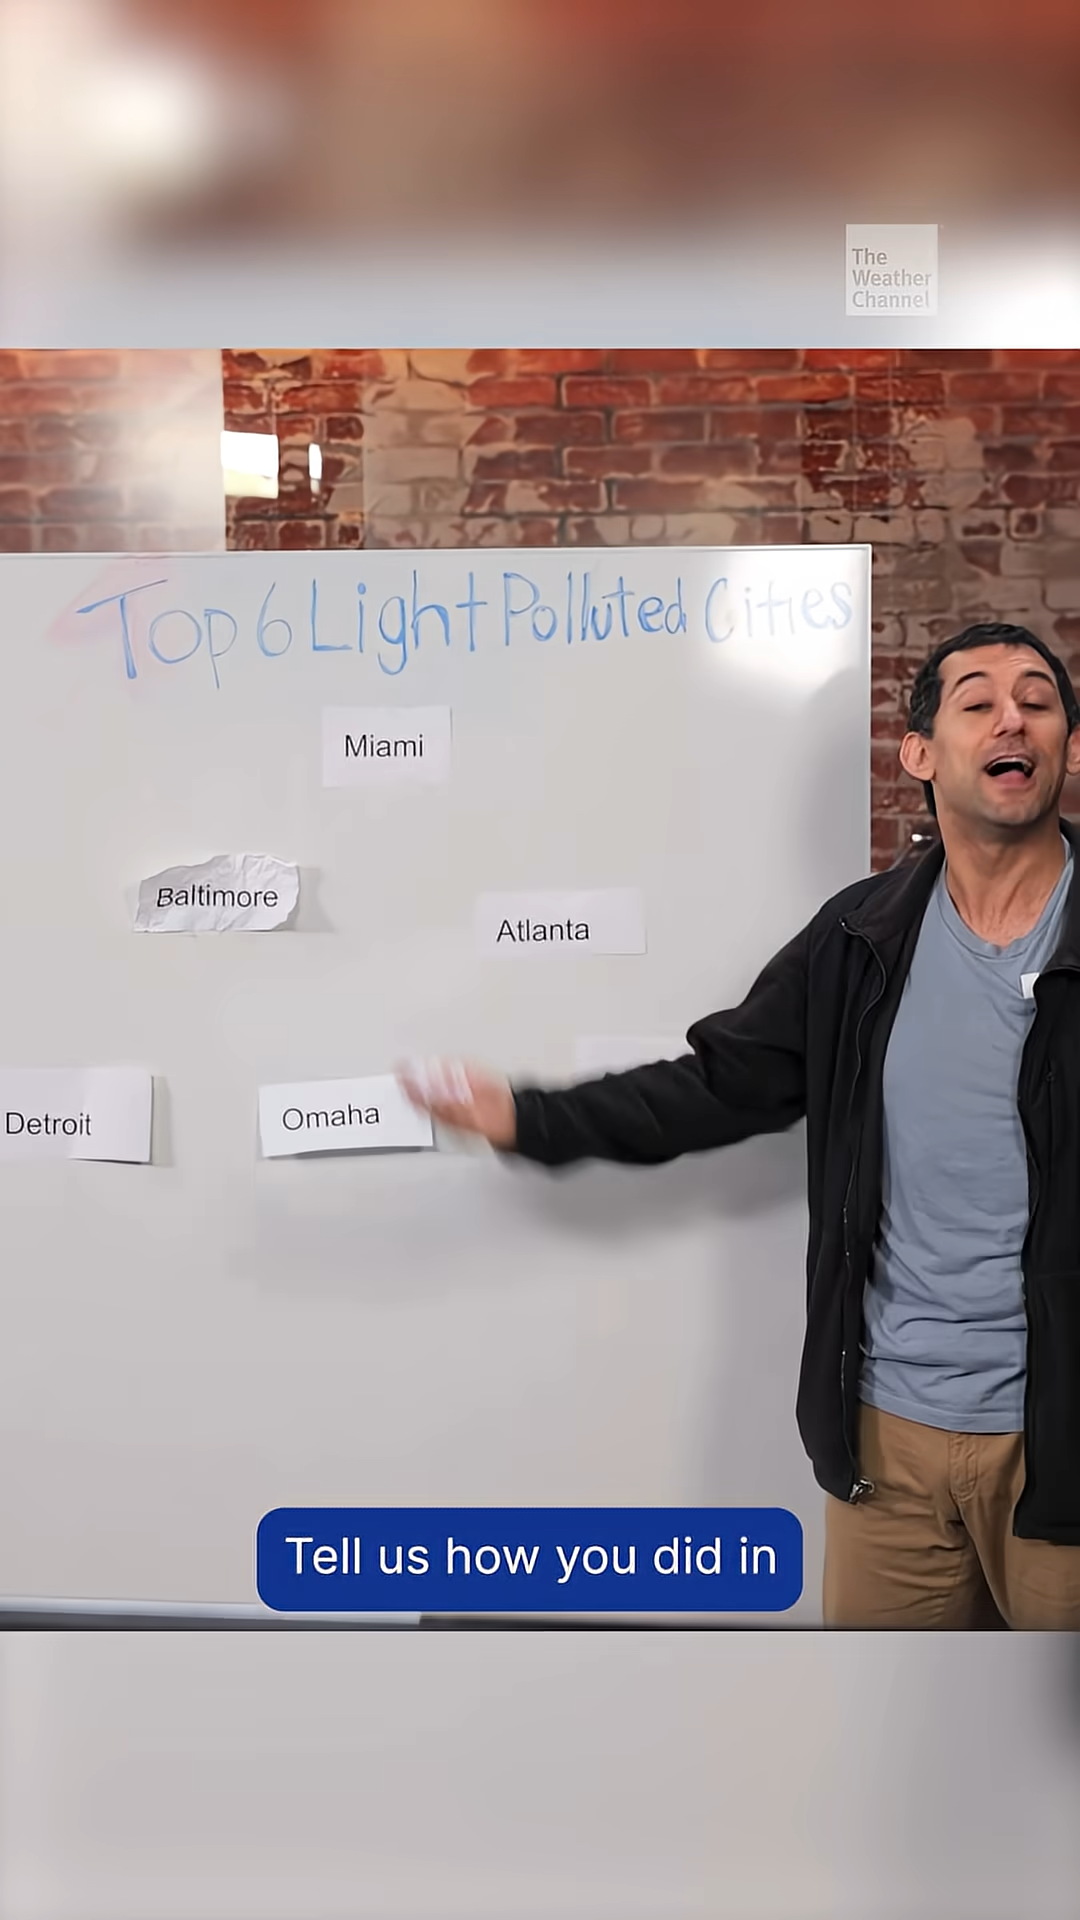 The
Weather
Channel
Top 6 Light Polluted Cities
Miami
Baltimore
Atlanta
Detroit
Omaha
Tell us how you did in